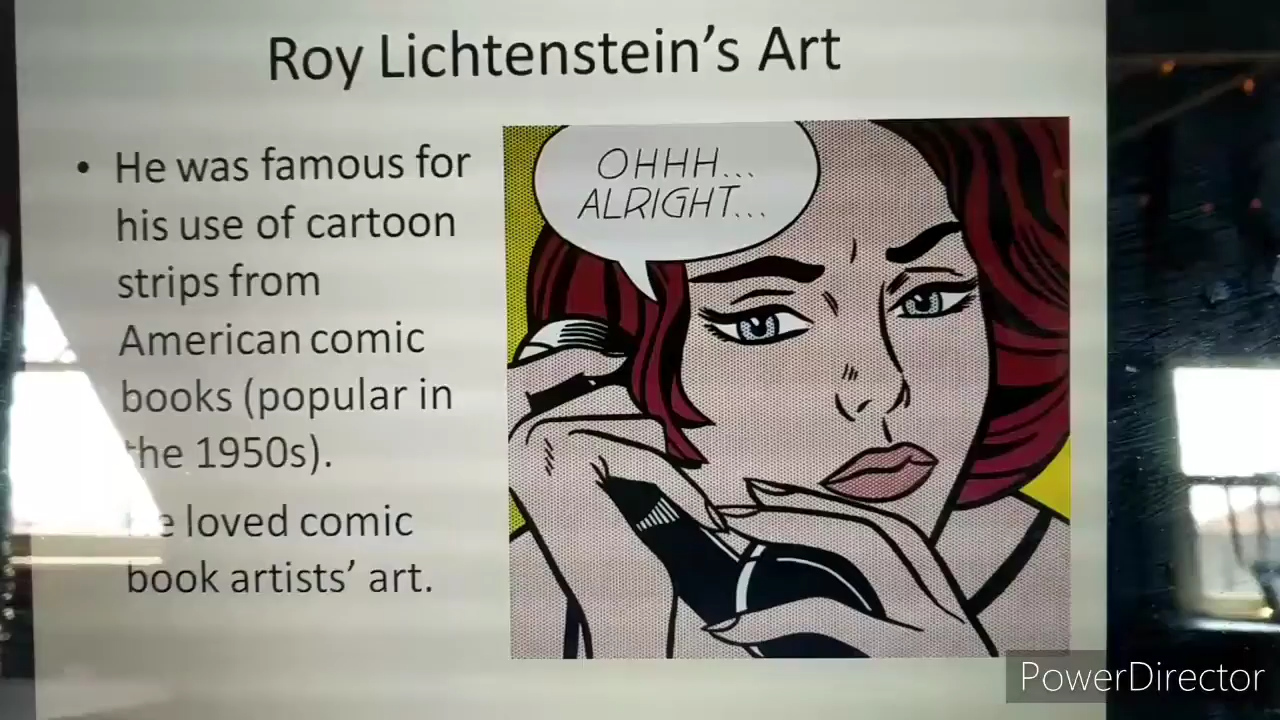 Roy Lichtenstein's Art
• He was famous for
his use of cartoon
strips from
American comic
books (popular in
the 1950s).
loved comic
book artists' art.
OHHH...
ALRIGHT...
PowerDirector